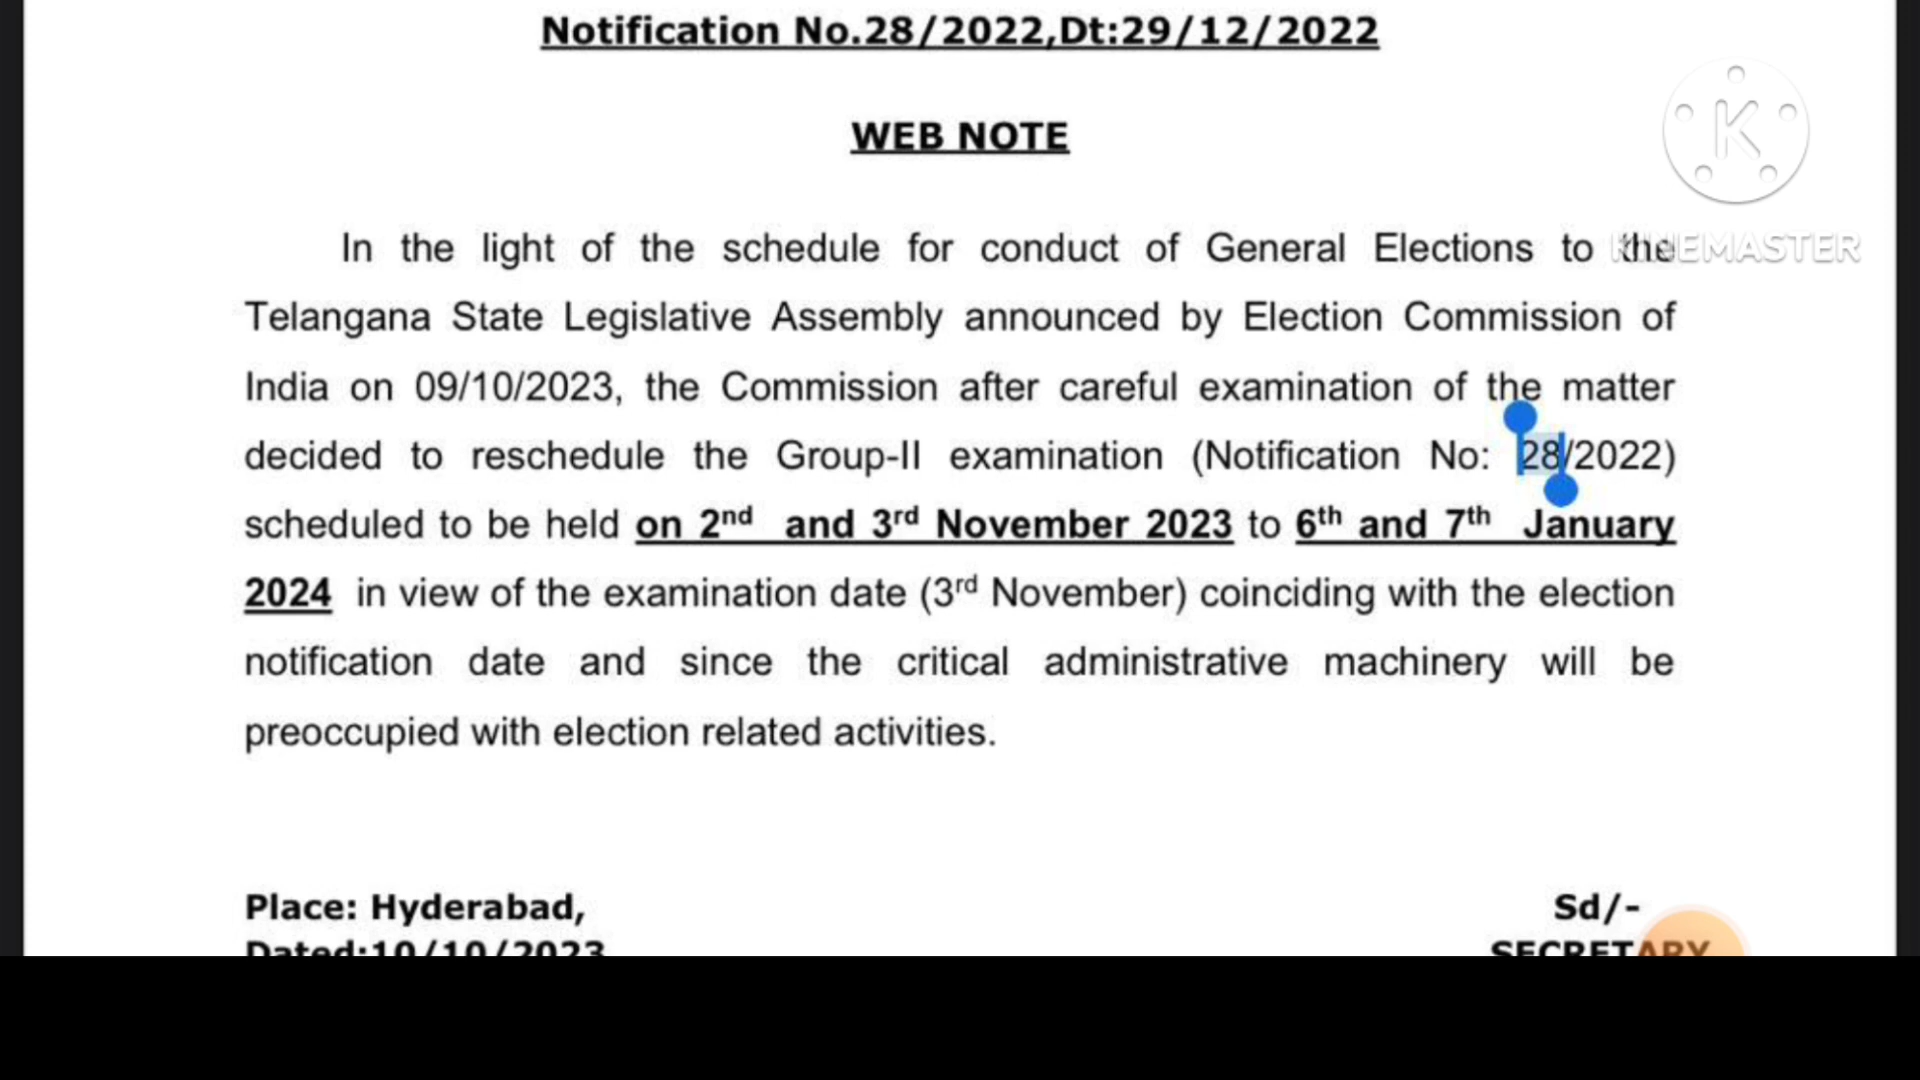 Notification No.28/2022,Dt:29/12/2022
WEB NOTE
K
KINEMASTER
In the light of the schedule for conduct of General Elections to the
Telangana State Legislative Assembly announced by Election Commission of
India on 09/10/2023, the Commission after careful examination of the matter
decided to reschedule the Group-II examination (Notification No: 28/2022)
scheduled to be held on 2nd and 3rd November 2023 to 6th and 7th January
2024 in view of the examination date (3rd November) coinciding with the election
notification date and since the critical administrative machinery will be
preoccupied with election related activities.
Place: Hyderabad,
Sd/-
Dated:10/10/2023
SECRETARY